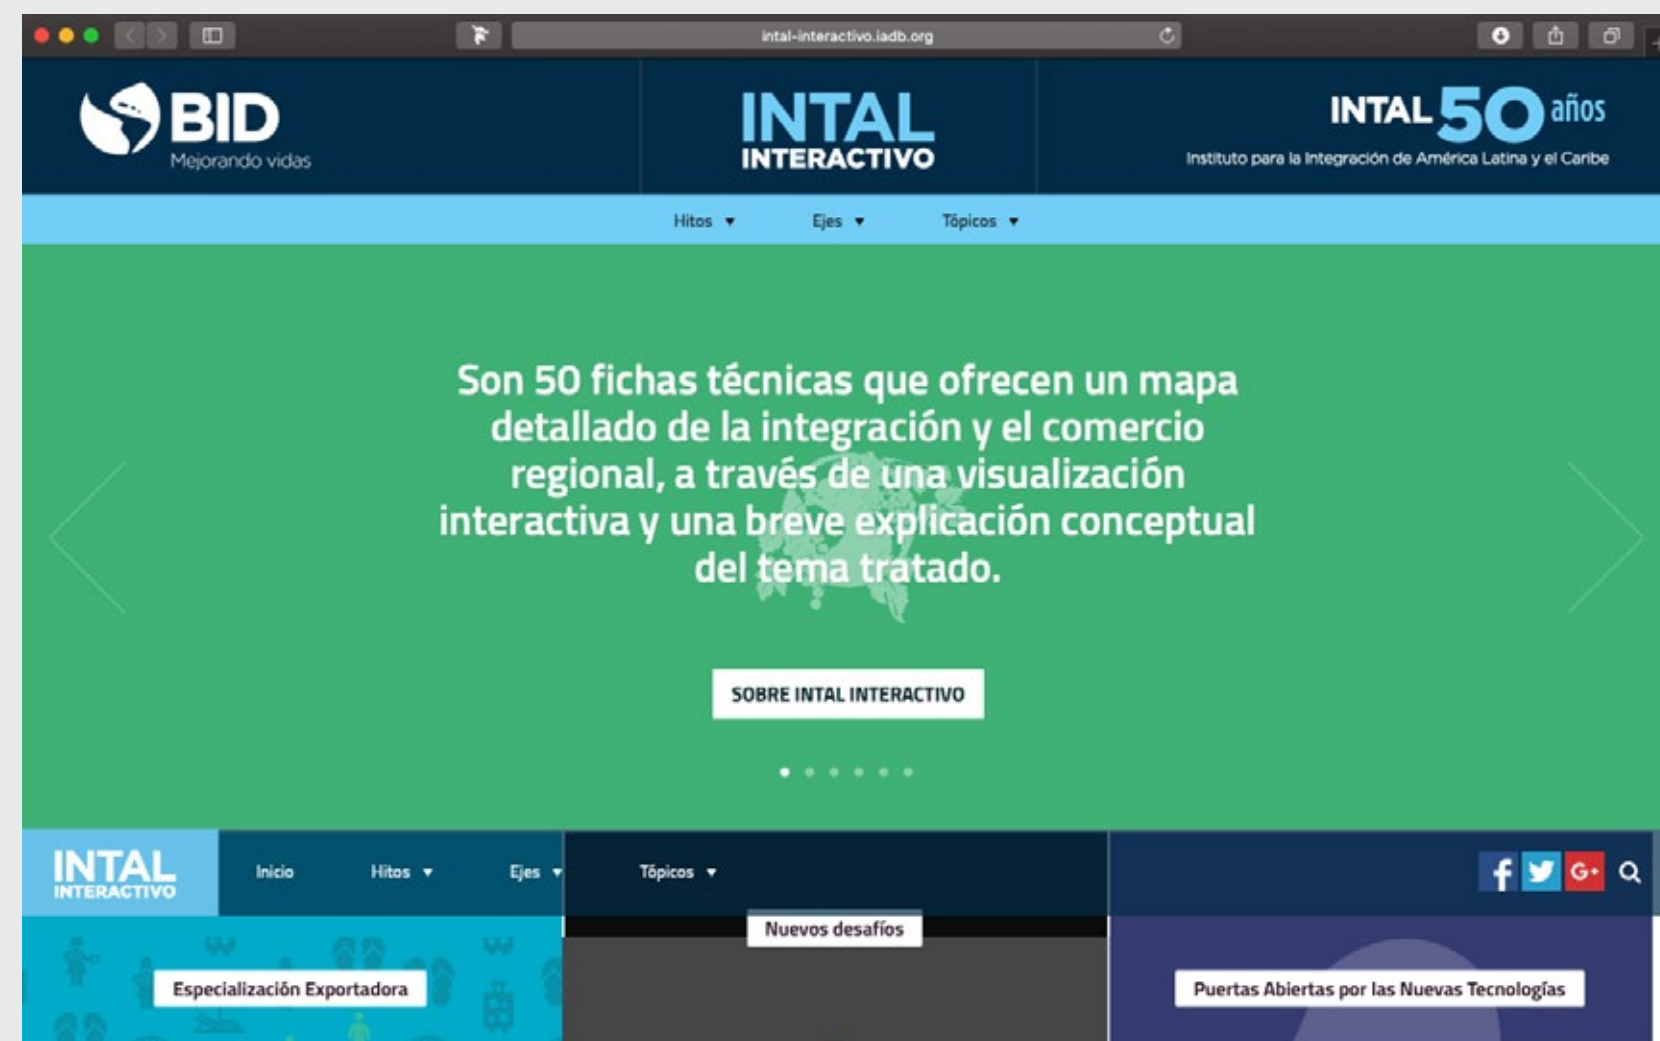 intal-interactivo.iadb.org
BID
Mejorando vidas
INTAL
INTERACTIVO
INTAL 50 años
Instituto para la Integración de América Latina y el Caribe
Hitos ▼ Ejes ▼ Tópicos ▼
Son 50 fichas técnicas que ofrecen un mapa
detallado de la integración y el comercio
regional, a través de una visualización
interactiva y una breve explicación conceptual
del tema tratado.
SOBRE INTAL INTERACTIVO
INTAL
INTERACTIVO
Inicio Hitos ▼ Ejes ▼ Tópicos ▼
f G+
Nuevos desafíos
Especialización Exportadora
Puertas Abiertas por las Nuevas Tecnologías